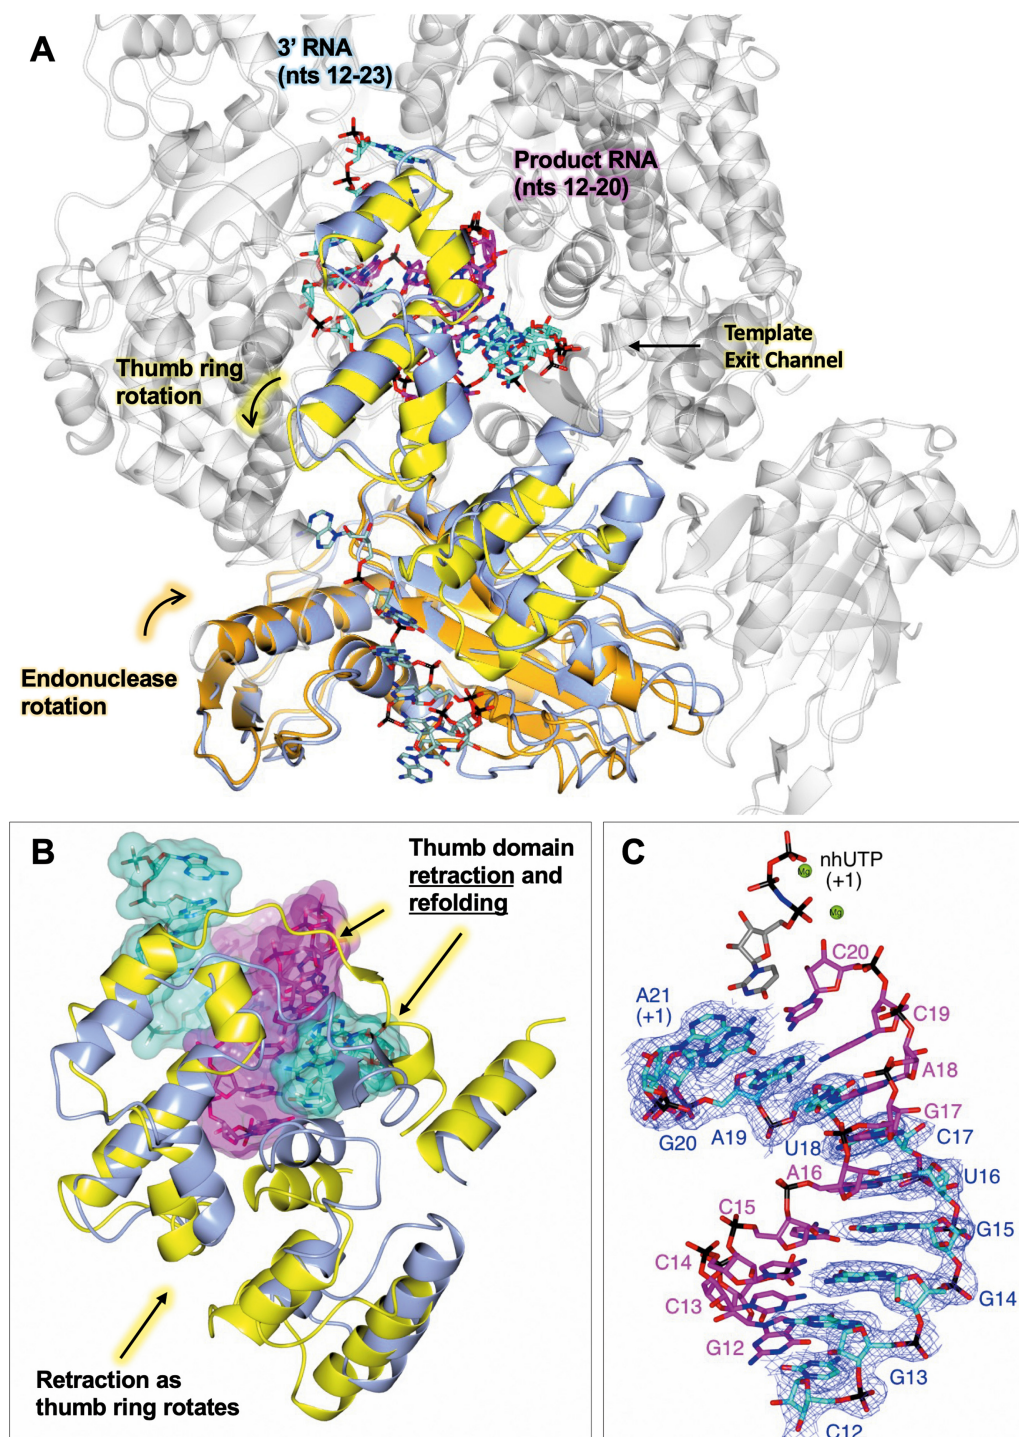 A
3’ RNA
(nts 12-23)
Product RNA
(nts 12-20)
Template
Exit Channel
Thumb ring
rotation
Endonuclease
rotation
B
Thumb domain
retraction and
refolding
Retraction as
thumb ring rotates
C
Mg
nhUTP
(+1)
Mg
C20
A21
(+1)
C19
A18
G17
G20
A19
U18
C17
A16
U16
C15
G15
C14
G14
C13
G12
G13
C12